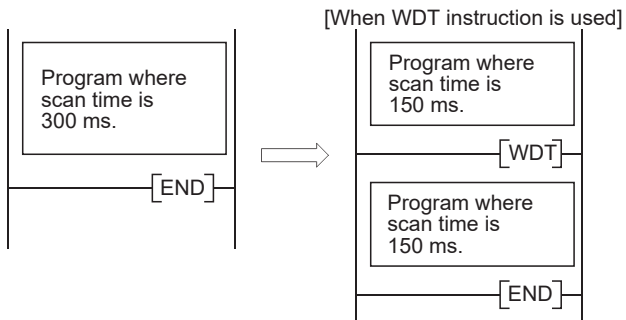 [When WDT instruction is used]
Program where
scan time is
300 ms.
[END]
Program where
scan time is
150 ms.
[WDT]
Program where
scan time is
150 ms.
[END]